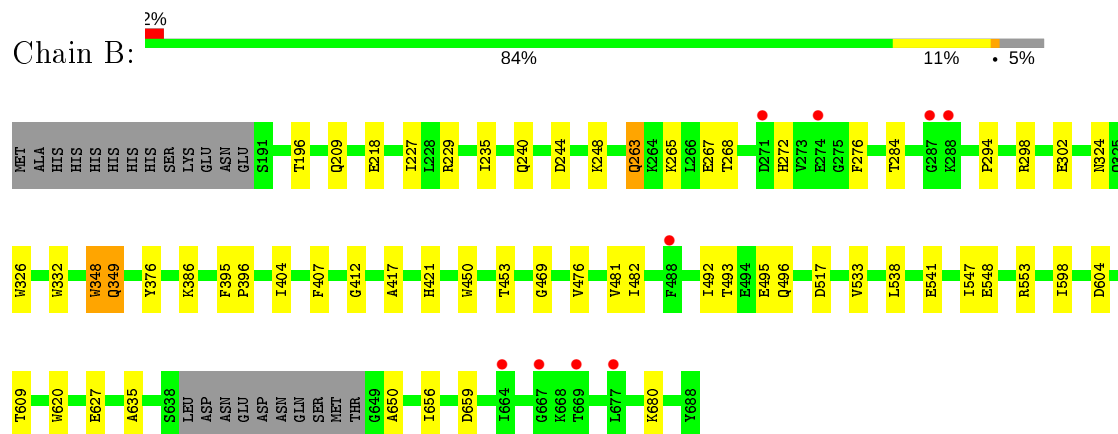 2%
Chain B:
84% 11% • 5%
MET ALA HIS HIS HIS HIS HIS HIS SER LYS GLU ASN GLU S191 T196 Q209 E218 I227 L228 R229 I235 Q240 D244 K248 Q263 K264 K265 L266 E267 T268 D271 H272 V273 E274 G275 F276 T284 G287 K288 P294 R298 E302 N324 Q325
W326 W332 W348 Q349 Y376 K386 F395 P396 I404 F407 G412 A417 H421 W450 T453 G469 V476 V481 I482 F488 I492 T493 E494 E495 Q496 D517 V533 L538 E541 I547 E548 R553 I598 D604
T609 W620 E627 A635 S638 LEU ASP ASN GLU ASP ASN GLN SER MET THR G649 A650 I656 D659 I664 G667 K668 T669 L677 K680 Y688